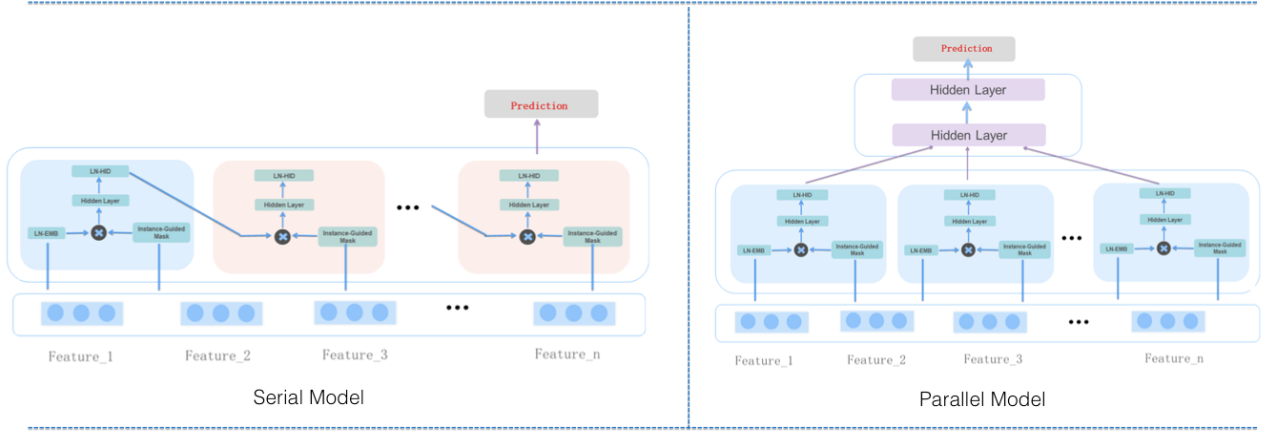 Prediction
LN-HID
Hidden Layer
LN-EMB
Instance-Guided
Mask
LN-HID
Hidden Layer
Instance-Guided
Mask
...
LN-HID
Hidden Layer
Instance-Guided
Mask
...
Feature_1
Feature_2
Feature_3
Feature_n
Serial Model
Prediction
Hidden Layer
Hidden Layer
LN-HID
Hidden Layer
LN-EMB
Instance-Guided
Mask
LN-HID
Hidden Layer
LN-EMB
Instance-Guided
Mask
...
LN-HID
Hidden Layer
LN-EMB
Instance-Guided
Mask
...
Feature_1
Feature_2
Feature_3
Feature_n
Parallel Model